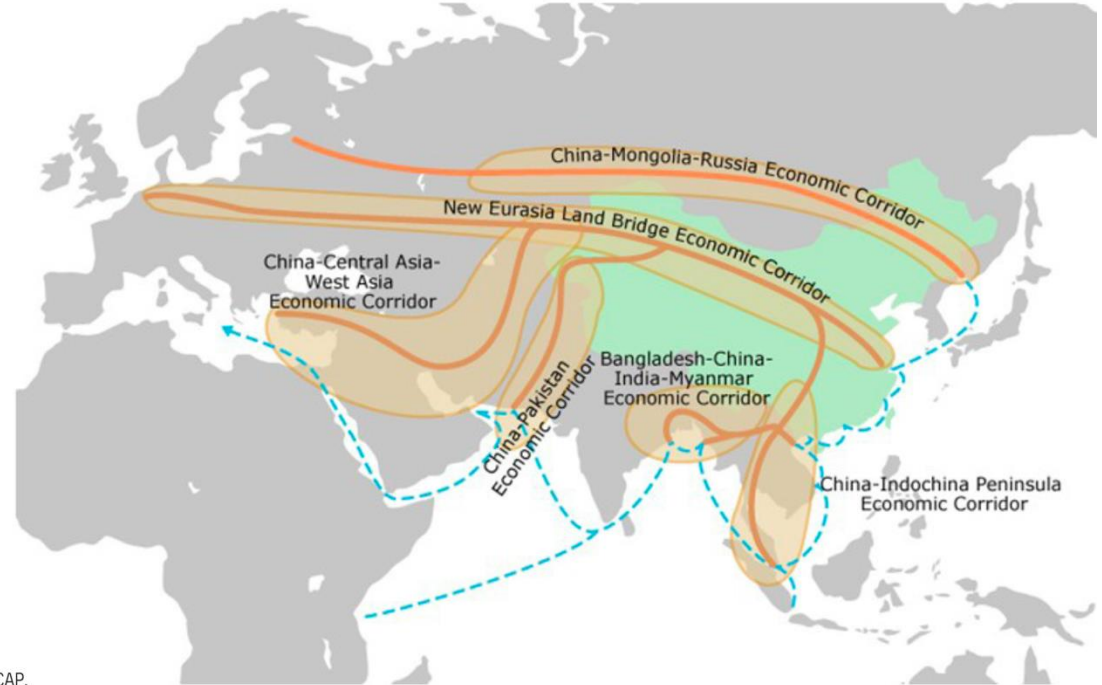 China-Mongolia-Russia Economic Corridor
New Eurasia Land Bridge Economic Corridor
China-Central Asia-
West Asia
Economic Corridor
China-Pakistan
Economic Corridor
Bangladesh-China-
India-Myanmar
Economic Corridor
China-Indochina Peninsula
Economic Corridor
CAP.